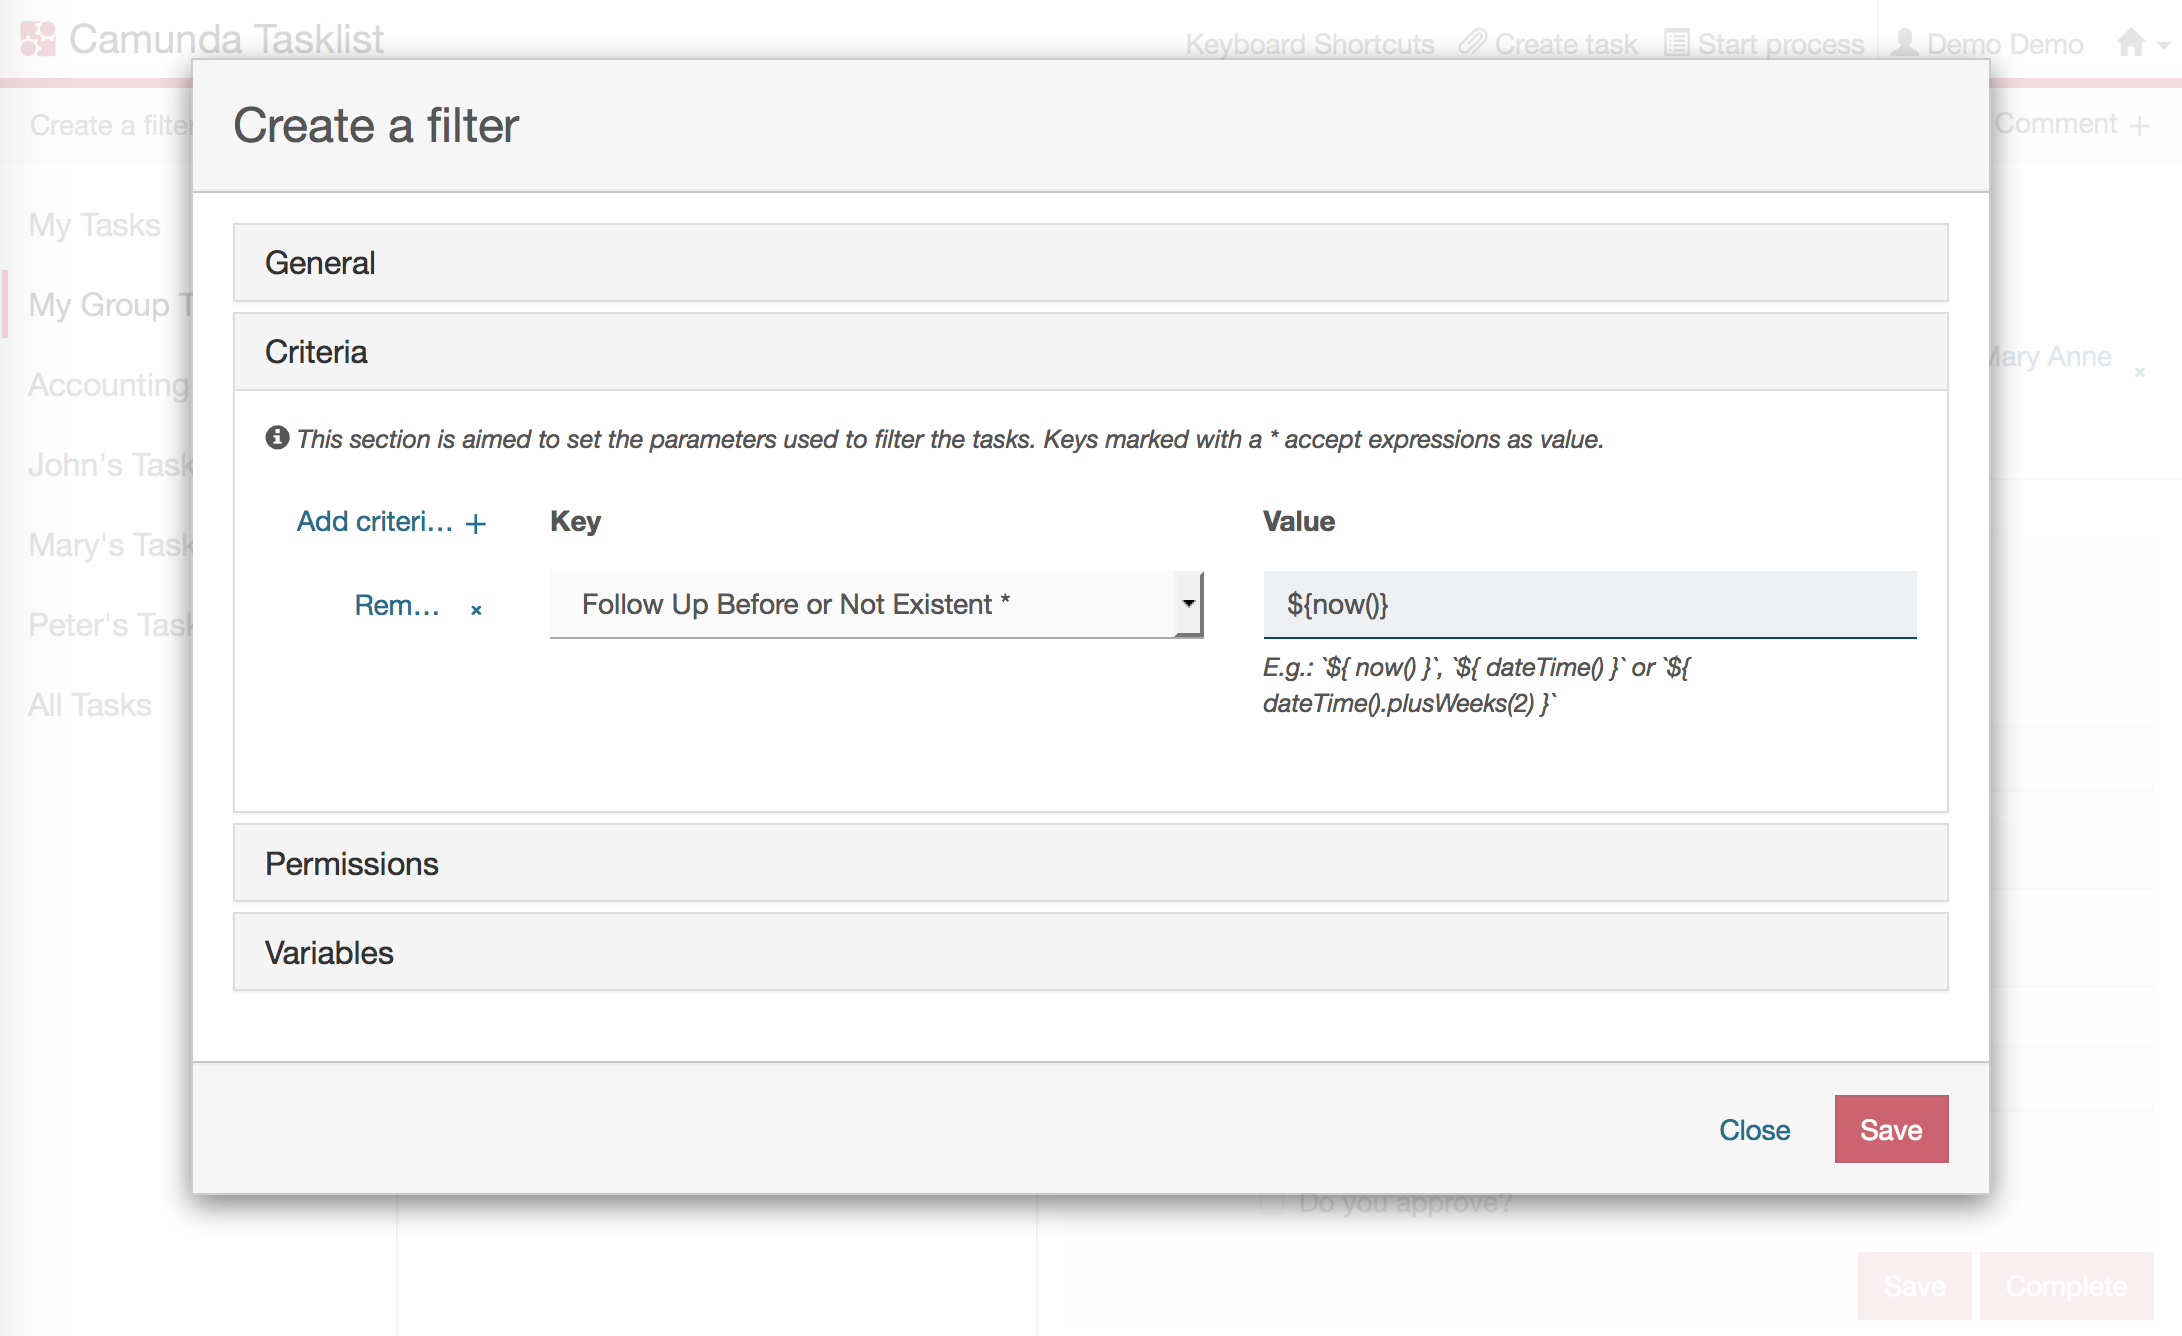 Camunda Tasklist
Keyboard Shortcuts Create task Start process Demo Demo
Create a filter
Comment +
My Tasks
My Group T
Accounting
John's Task
Mary's Task
Peter's Task
All Tasks
Mary Anne ×
Create a filter
General
Criteria
This section is aimed to set the parameters used to filter the tasks. Keys marked with a * accept expressions as value.
Add criteri... + Key Value
Rem... × Follow Up Before or Not Existent * ${now()}
E.g.: `${ now() }`, `${ dateTime() }` or `${
dateTime().plusWeeks(2) }`
Permissions
Variables
Close Save
Do you approve?
Save Complete